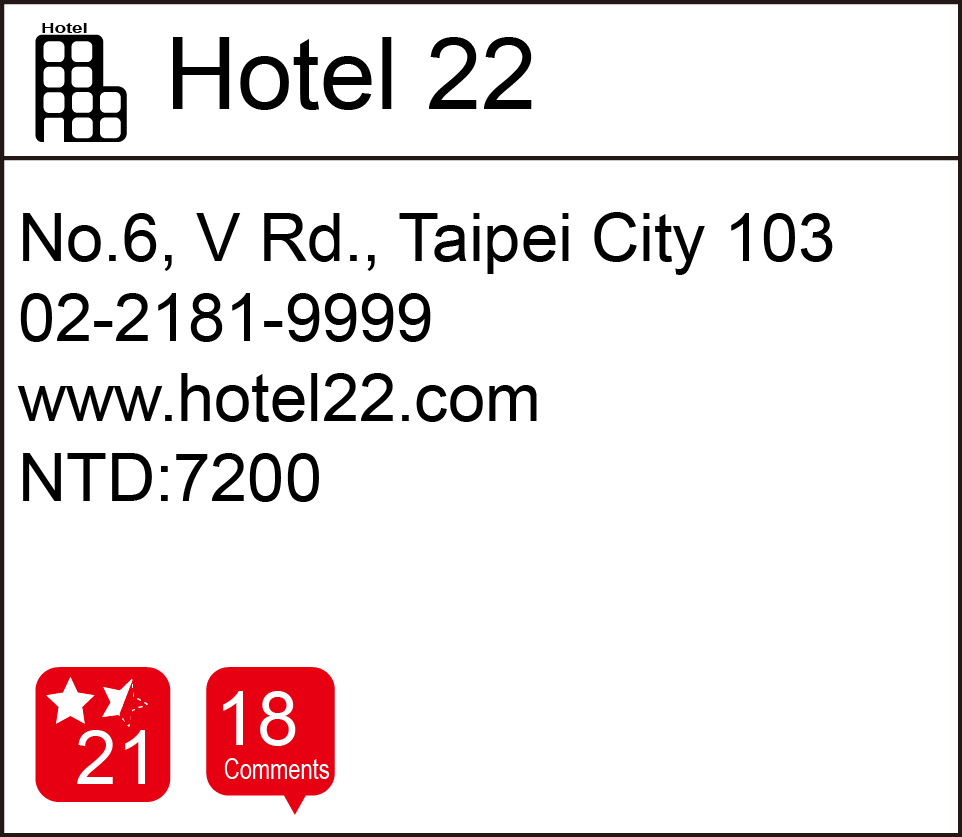 Hotel
Hotel 22
No.6, V Rd., Taipei City 103
02-2181-9999
www.hotel22.com
NTD:7200
21
18
Comments